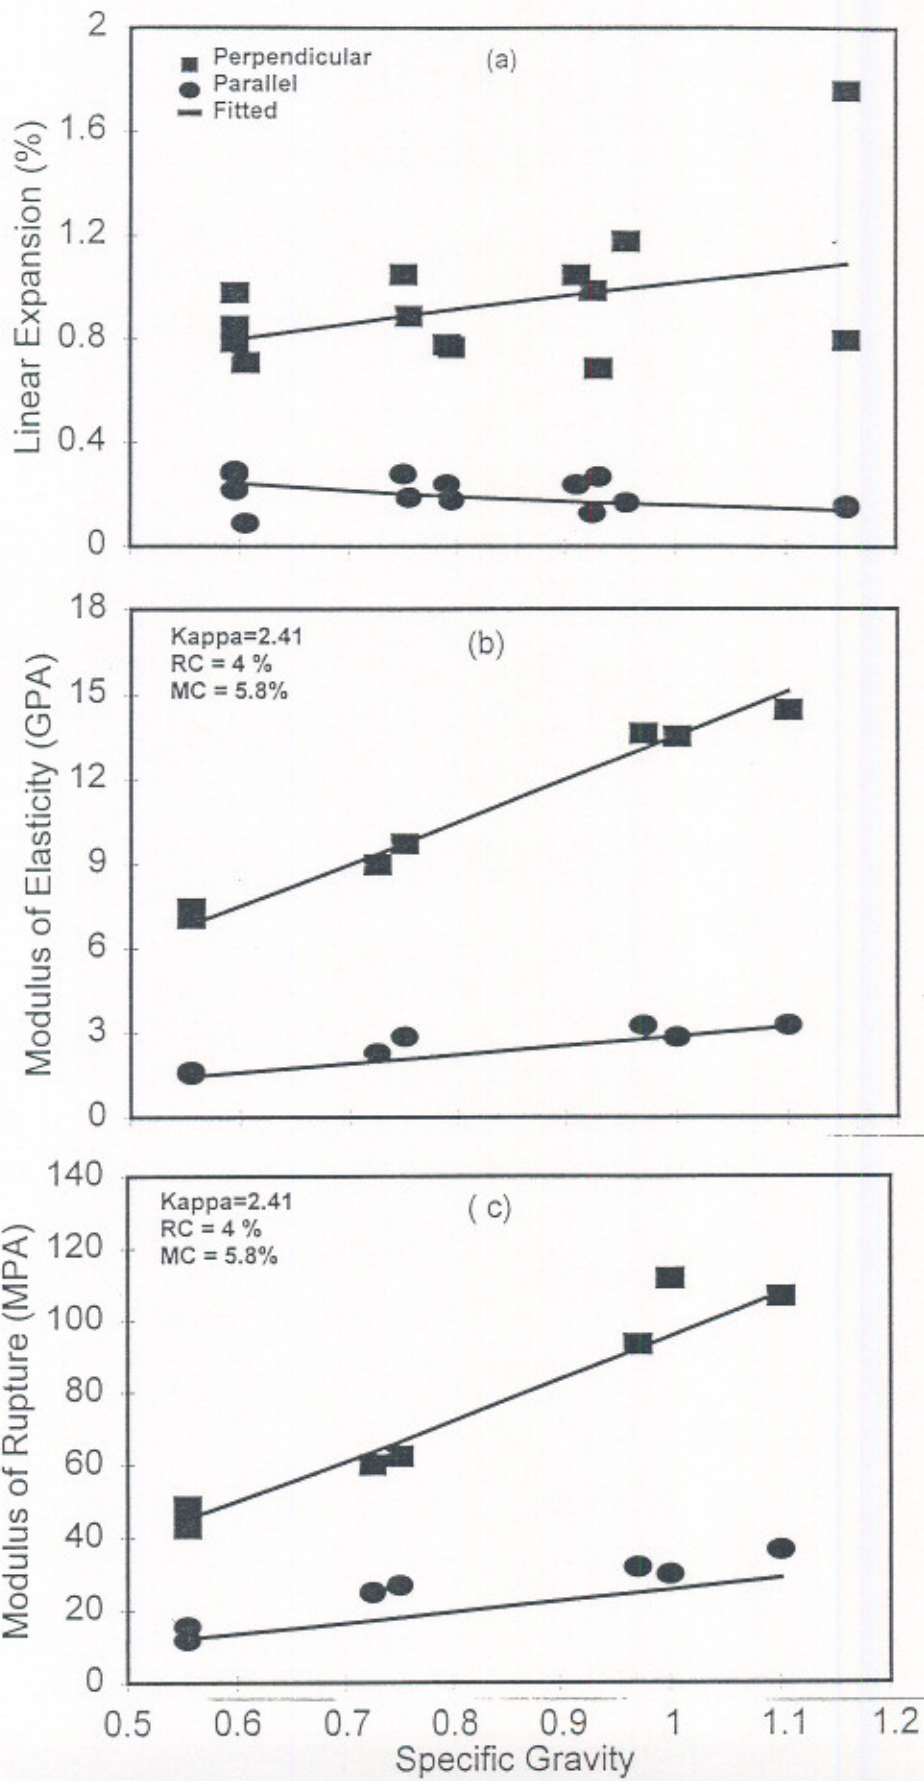 2
(a)
Perpendicular
Parallel
Fitted
1.6
1.2
0.8
0.4
0
Linear Expansion (%)
18
Kappa=2.41
RC = 4 %
MC = 5.8%
(b)
15
12
9
6
3
0
Modulus of Elasticity (GPA)
140
Kappa=2.41
RC = 4 %
MC = 5.8%
( c)
120
100
80
60
40
20
0
Modulus of Rupture (MPA)
0.5 0.6 0.7 0.8 0.9 1 1.1 1.2
Specific Gravity